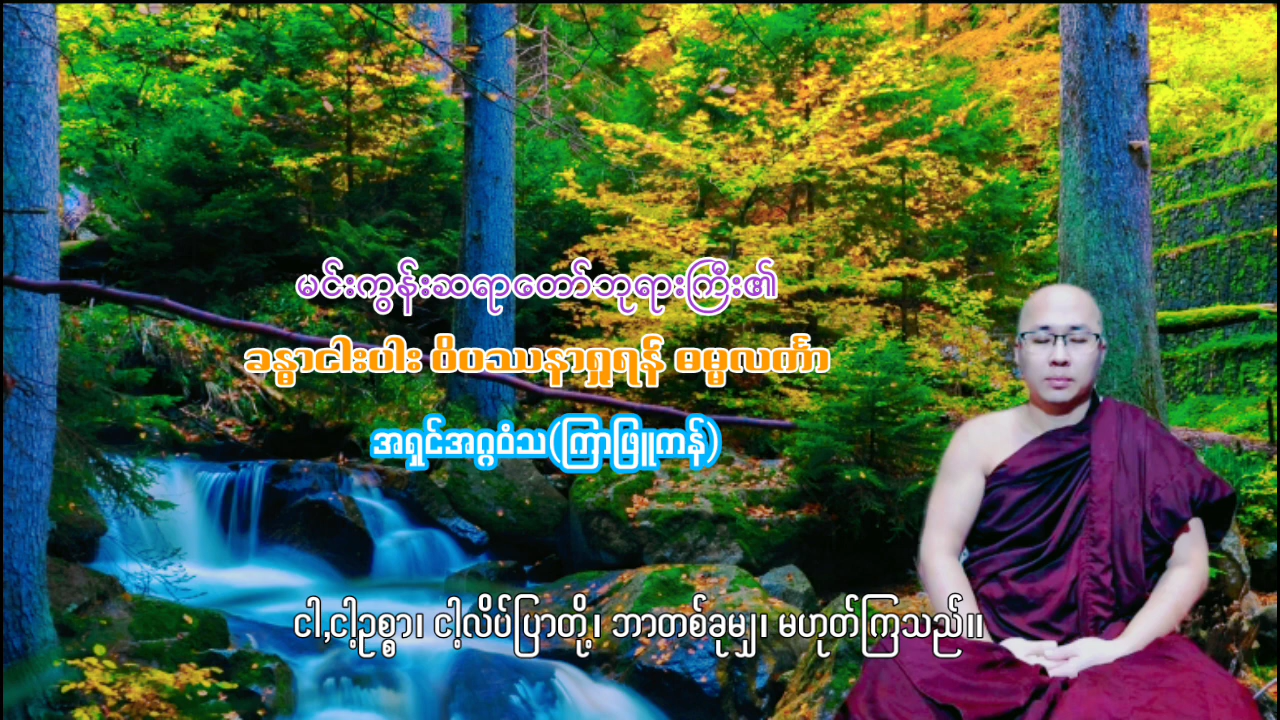 မင်းကွန်းဆရာတော်ဘုရားကြီး၏
ခန္ဓာငါးပါး ဝိပဿနာရှုရန် ဓမ္မလင်္ကာ
အရှင်အဂ္ဂဝံသ(ကြာဖြူကန်)
ငါ,ငါ့ဥစ္စာ၊ ငါ့လိပ်ပြာတို့၊ ဘာတစ်ခုမျှ၊ မဟုတ်ကြသည်။